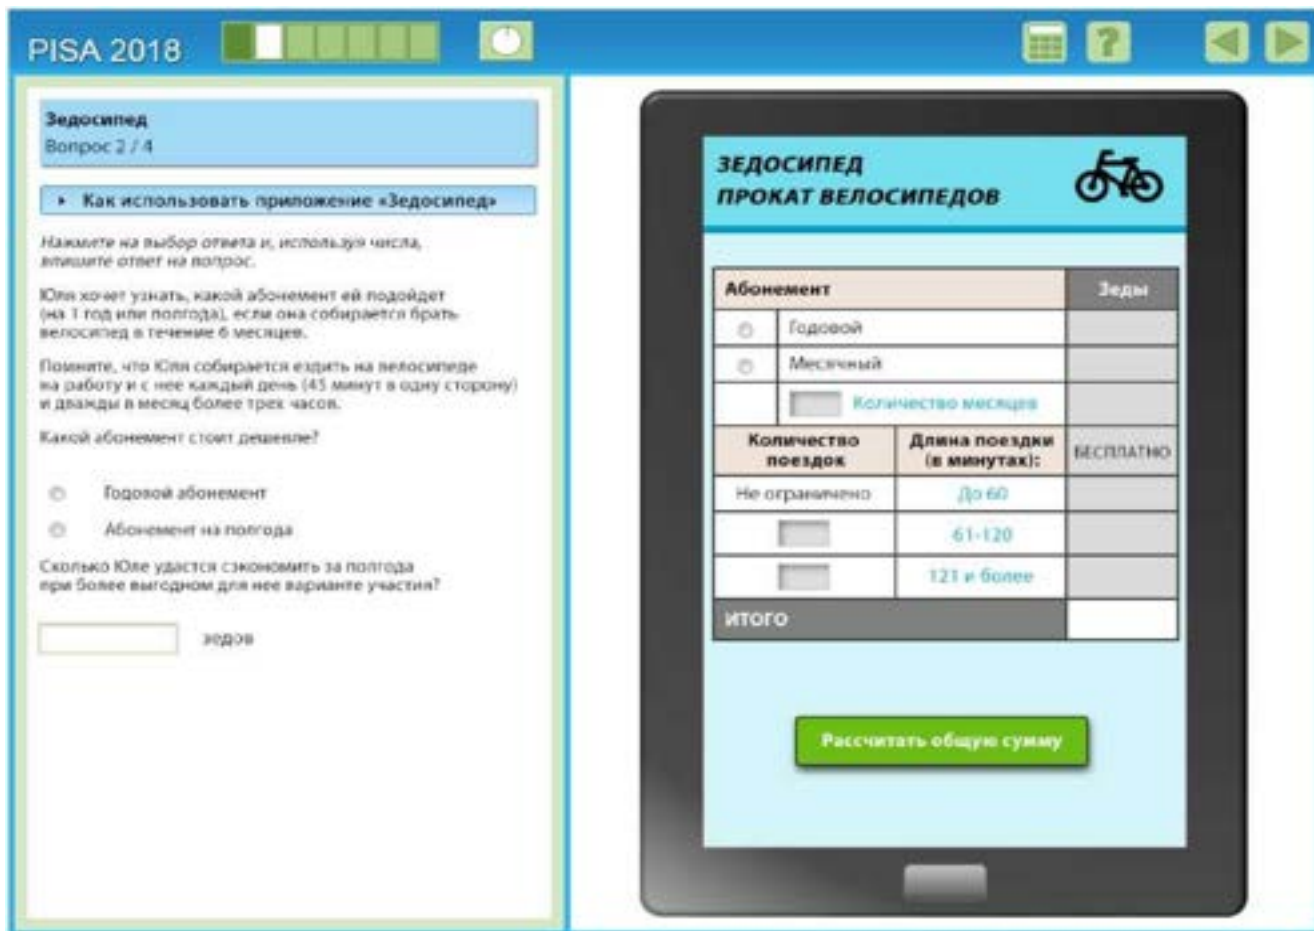 PISA 2018
?
Зедосипед
Вопрос 2 / 4
Как использовать приложение «Зедосипед»
Нажмите на выбор ответа и, используя числа,
впишите ответ на вопрос.
Юля хочет узнать, какой абонемент ей подойдет
(на 1 год или полгода), если она собирается брать
велосипед в течение 6 месяцев.
Помните, что Юля собирается ездить на велосипеде
на работу и с нее каждый день (45 минут в одну сторону)
и дважды в месяц более трех часов.
Какой абонемент стоит дешевле?
Годовой абонемент
Абонемент на полгода
Сколько Юле удастся сэкономить за полгода
при более выгодном для нее варианте участия?
зедов
ЗЕДОСИПЕД
ПРОКАТ ВЕЛОСИПЕДОВ
Абонемент Зеды
Годовой
Месячный
Количество месяцев
Количество поездок Длина поездки (в минутах): БЕСПЛАТНО
Не ограничено До 60
61-120
121 и более
ИТОГО
Рассчитать общую сумму